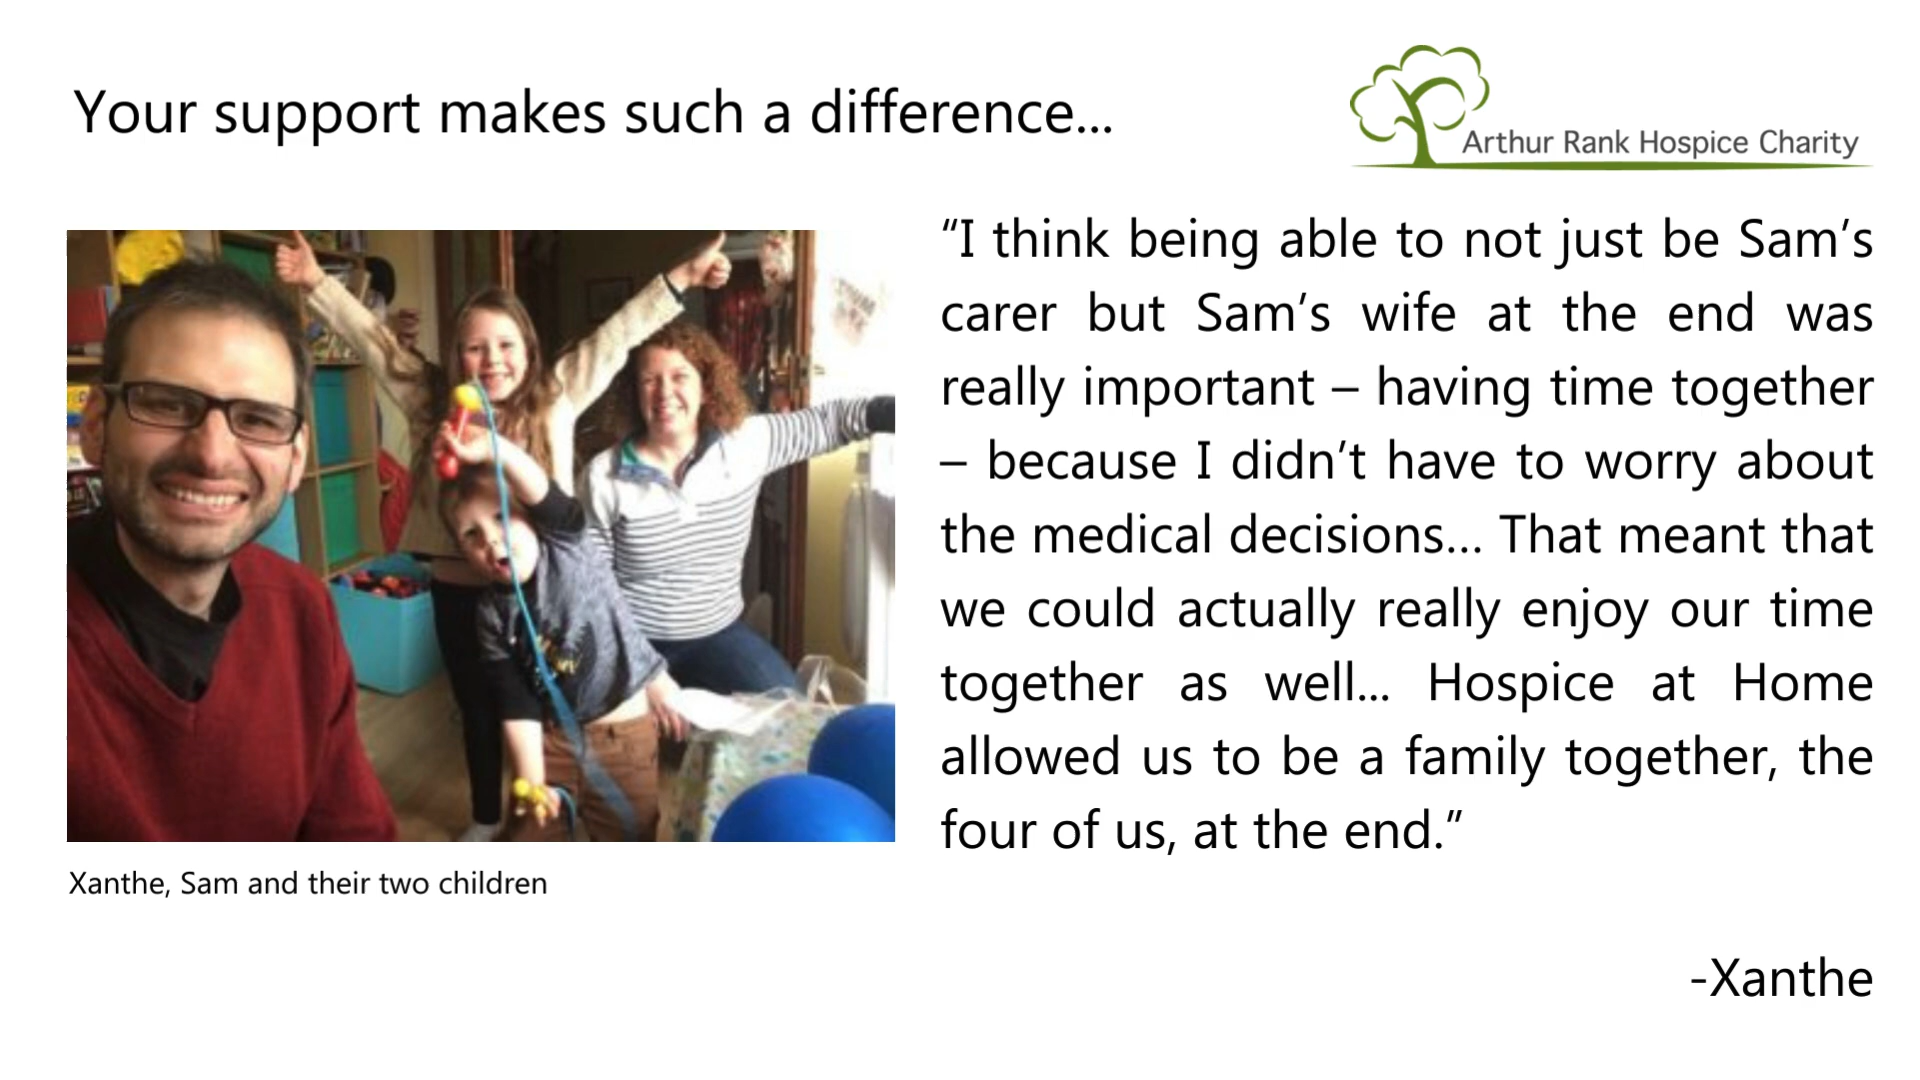 Your support makes such a difference...
Arthur Rank Hospice Charity
“I think being able to not just be Sam’s
carer but Sam’s wife at the end was
really important – having time together
– because I didn’t have to worry about
the medical decisions… That meant that
we could actually really enjoy our time
together as well... Hospice at Home
allowed us to be a family together, the
four of us, at the end.”
-Xanthe
Xanthe, Sam and their two children